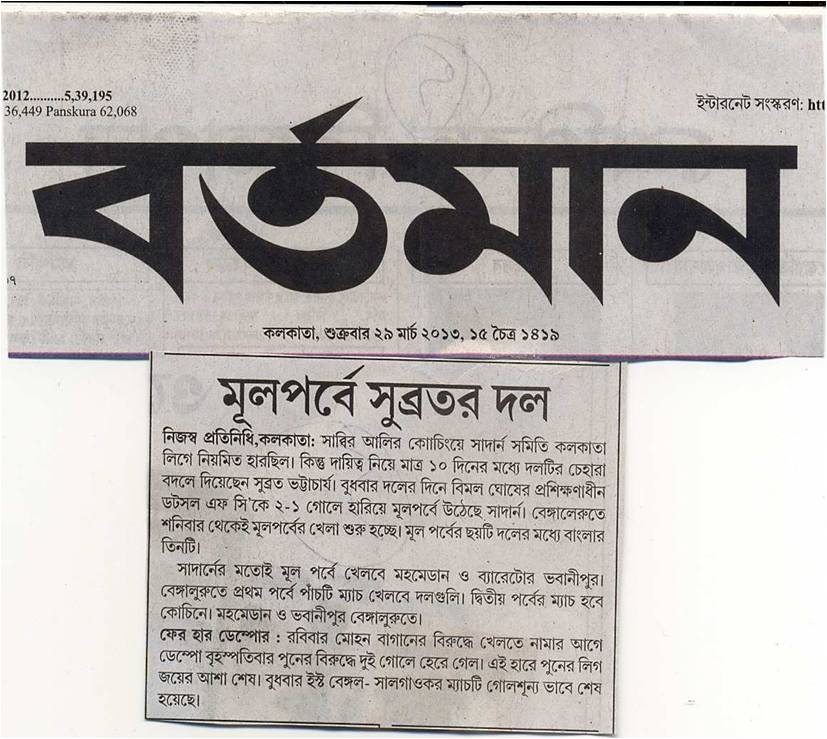 2012..........5,39,195
36,449 Panskura 62,068
ইন্টারনেট সংস্করণ: htt
বর্তমান
কলকাতা, শুক্রবার ২৯ মার্চ ২০১৩, ১৫ চৈত্র ১৪১৯
মূলপর্বে সুব্রতর দল
নিজস্ব প্রতিনিধি,কলকাতা: সাব্বির আলির কোচিংয়ে সাদার্ন সমিতি কলকাতা
লিগে নিয়মিত হারছিল। কিন্তু দায়িত্ব নিয়ে মাত্র ১০ দিনের মধ্যে দলটির চেহারা
বদলে দিয়েছেন সুব্রত ভট্টাচার্য। বুধবার দলের দিনে বিমল ঘোষের প্রশিক্ষণাধীন
ডটসল এফ সি'কে ২-১ গোলে হারিয়ে মূলপর্বে উঠেছে সাদার্ন। বেঙ্গালেরুতে
শনিবার থেকেই মূলপর্বের খেলা শুরু হচ্ছে। মূল পর্বের ছয়টি দলের মধ্যে বাংলার
তিনটি।
সাদার্নের মতোই মূল পর্বে খেলবে মহমেডান ও ব্যারেটোর ভবানীপুর।
বেঙ্গালুরুতে প্রথম পর্বে পাঁচটি ম্যাচ খেলবে দলগুলি। দ্বিতীয় পর্বের ম্যাচ হবে
কোচিনে। মহমেডান ও ভবানীপুর বেঙ্গালুরুতে।
ফের হার ডেম্পোর : রবিবার মোহন বাগানের বিরুদ্ধে খেলতে নামার আগে
ডেম্পো বৃহস্পতিবার পুনের বিরুদ্ধে দুই গোলে হেরে গেল। এই হারে পুনের লিগ
জয়ের আশা শেষ। বুধবার ইস্ট বেঙ্গল- সালগাওকর ম্যাচটি গোলশূন্য ভাবে শেষ
হয়েছে।